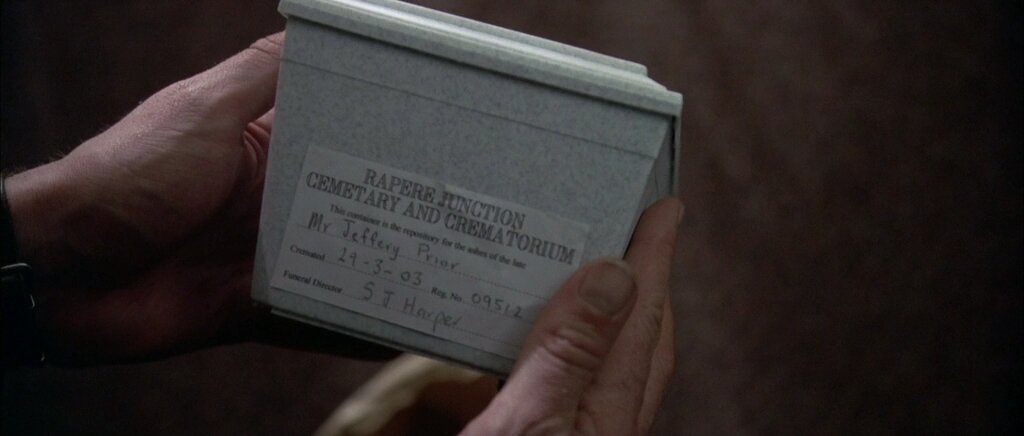 RAPERE JUNCTION
CEMETARY AND CREMATORIUM
This container is the repository for the ashes of the late
Mr Jeffery Prior
Cremated 29-3-03 Reg. No. 09512
Funeral Director S J Harper